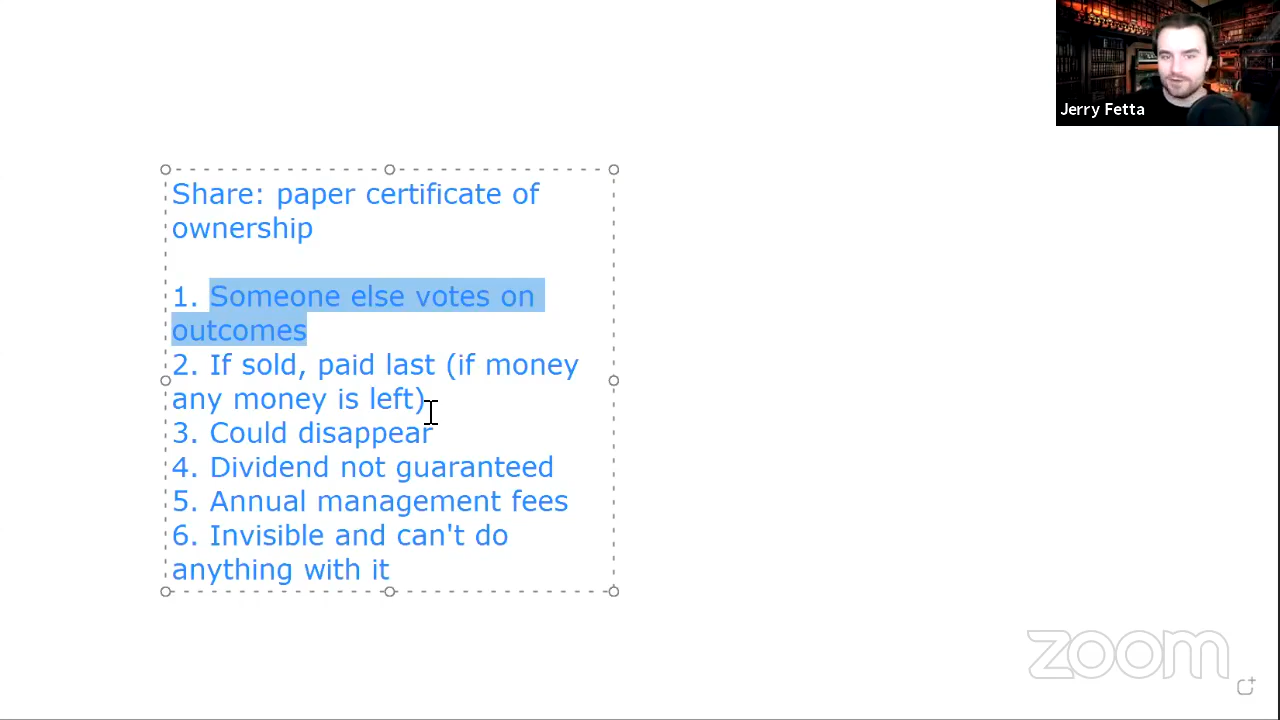 Jerry Fetta
Share: paper certificate of
ownership
1. Someone else votes on
outcomes
2. If sold, paid last (if money
any money is left)
3. Could disappear
4. Dividend not guaranteed
5. Annual management fees
6. Invisible and can't do
anything with it
zoom